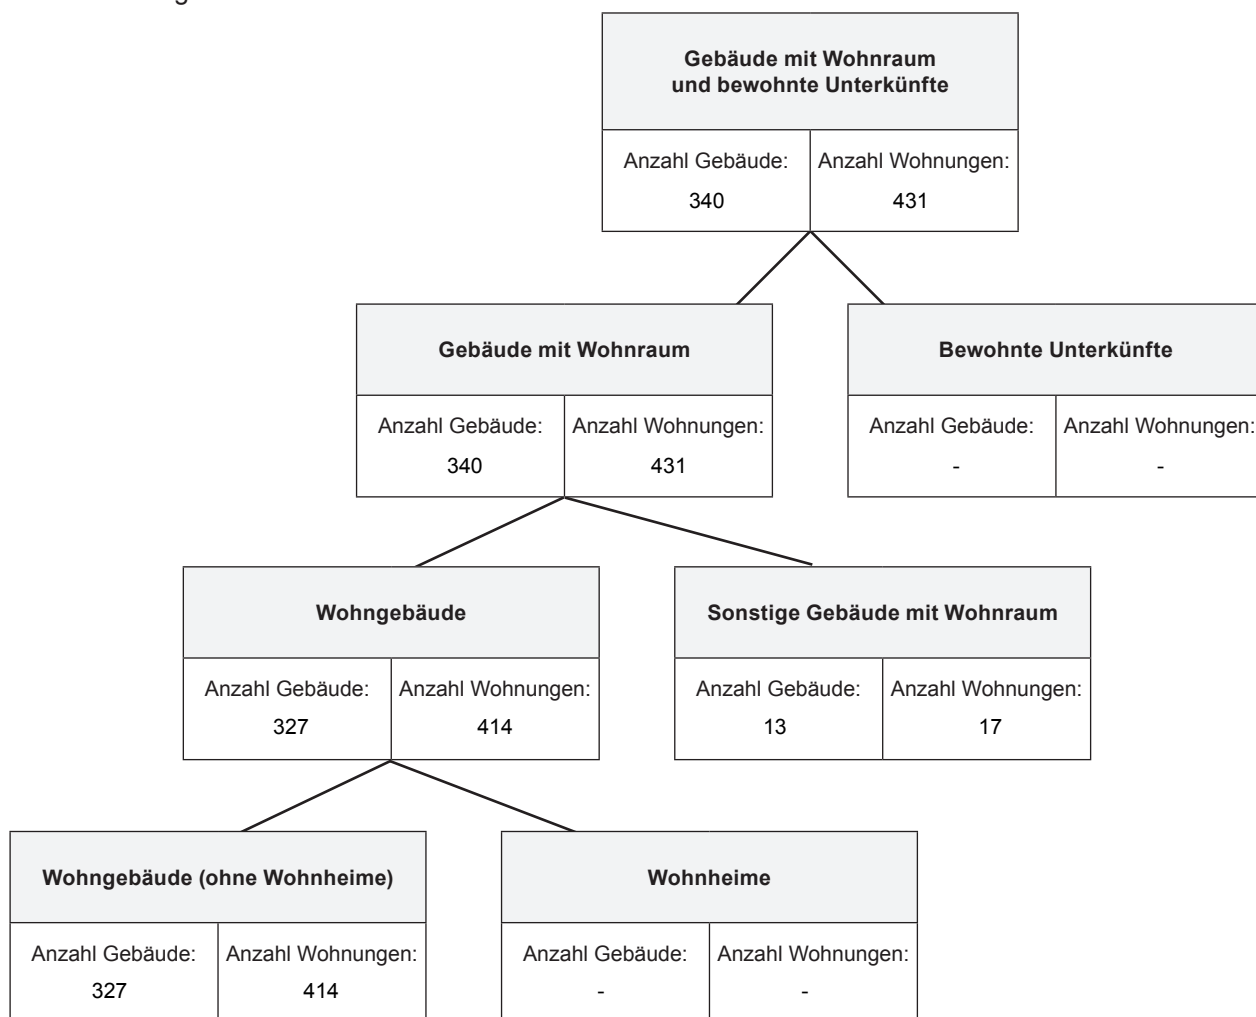 Gebäude mit Wohnraum
und bewohnte Unterkünfte
Anzahl Gebäude: Anzahl Wohnungen:
340 431
Gebäude mit Wohnraum
Anzahl Gebäude: Anzahl Wohnungen:
340 431
Bewohnte Unterkünfte
Anzahl Gebäude: Anzahl Wohnungen:
- -
Wohngebäude
Anzahl Gebäude: Anzahl Wohnungen:
327 414
Sonstige Gebäude mit Wohnraum
Anzahl Gebäude: Anzahl Wohnungen:
13 17
Wohngebäude (ohne Wohnheime)
Anzahl Gebäude: Anzahl Wohnungen:
327 414
Wohnheime
Anzahl Gebäude: Anzahl Wohnungen:
- -